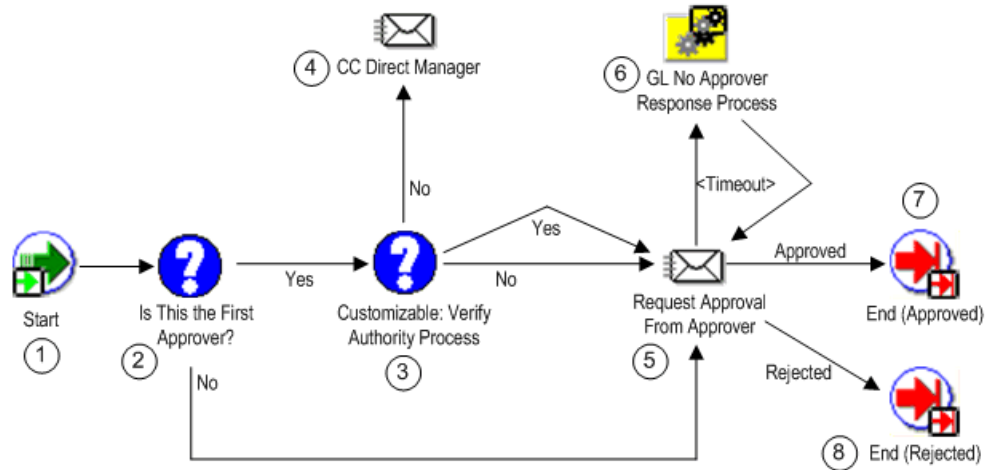 4
CC Direct Manager
6
GL No Approver
Response Process
No
<Timeout>
7
Yes
Approved
Yes
No
Start
Is This the First
Approver?
Customizable: Verify
Authority Process
Request Approval
From Approver
End (Approved)
1
2
3
5
No
Rejected
8
End (Rejected)